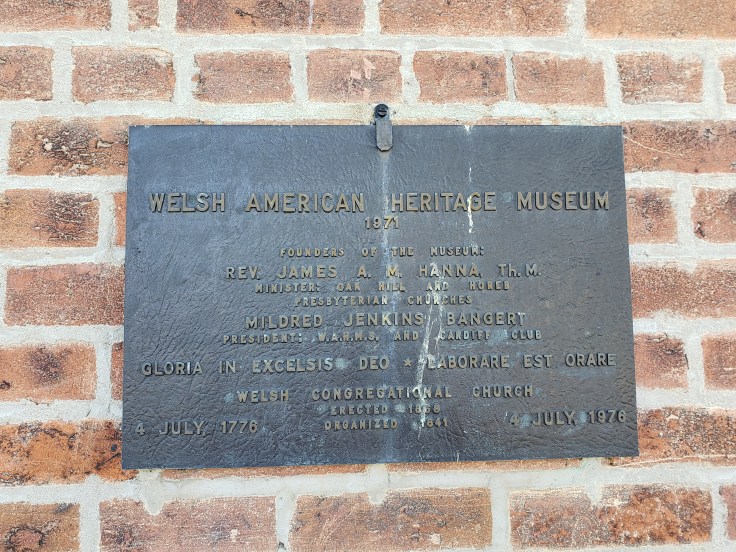 WELSH AMERICAN HERITAGE MUSEUM
1971
FOUNDERS OF THE MUSEUM:
REV. JAMES A. M. HANNA, TH. M.
MINISTER: OAK HILL AND HOREB
PRESBYTERIAN CHURCHES
MILDRED JENKINS BANGERT
PRESIDENT: W.A.H.M.S. AND CARDIFF CLUB
GLORIA IN EXCELSIS DEO ★ LABORARE EST ORARE
WELSH CONGREGATIONAL CHURCH
ERECTED 1868
4 JULY, 1776 ORGANIZED 1841 4 JULY, 1976